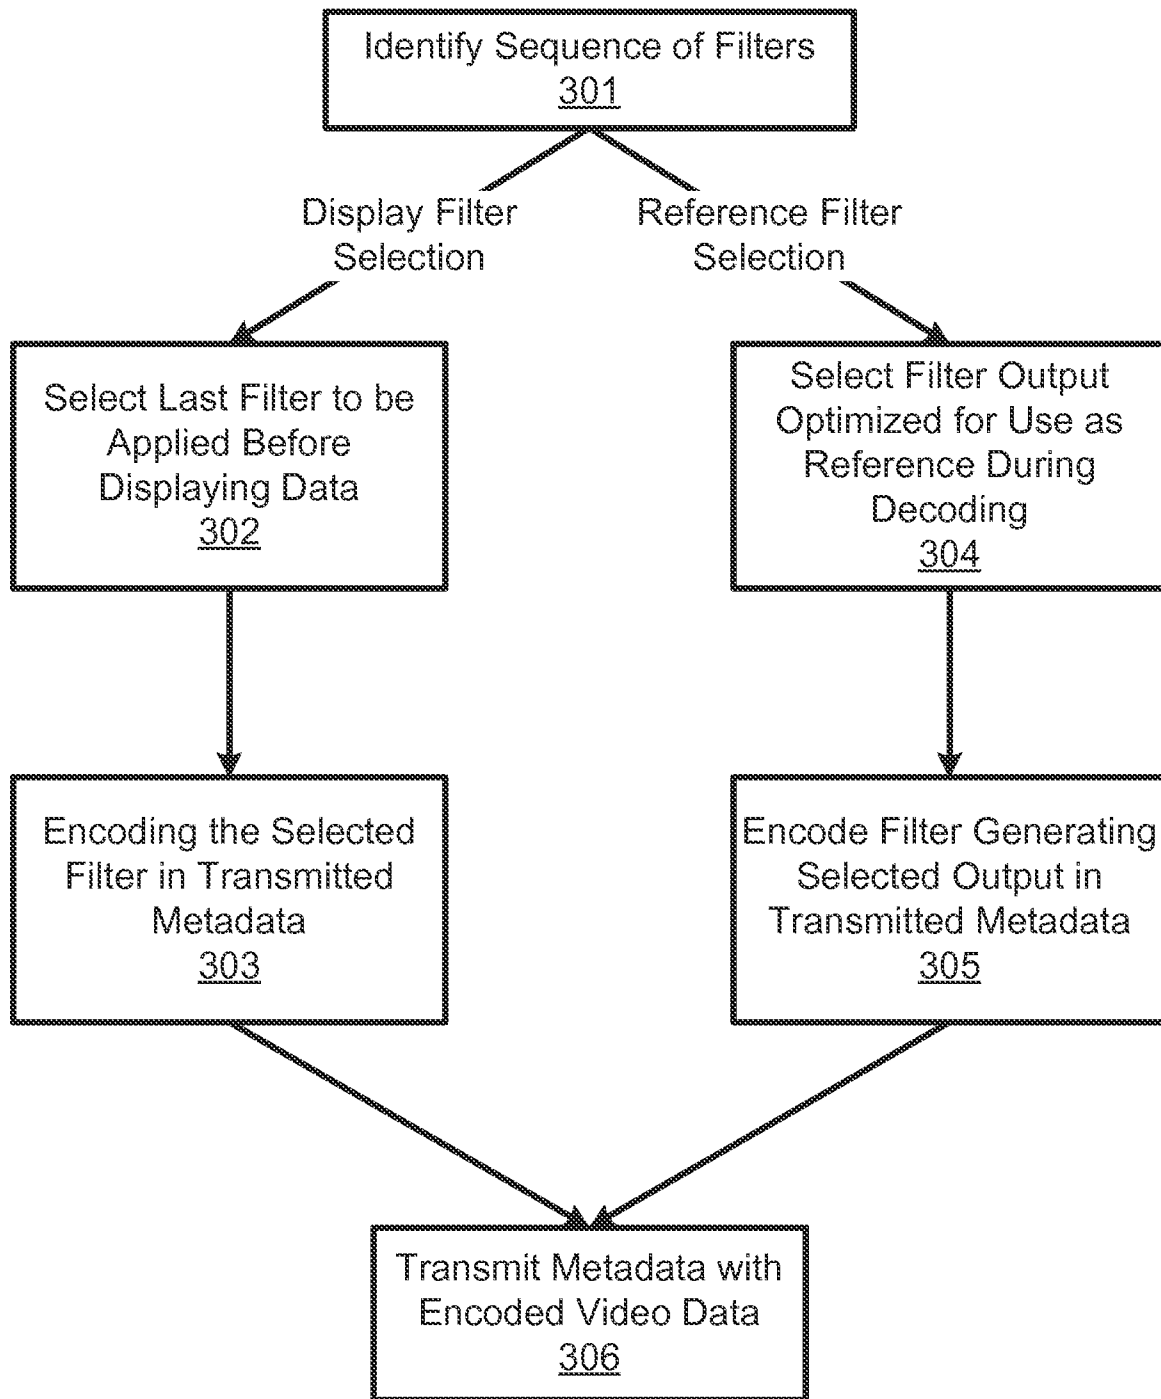 Identify Sequence of Filters
301
Display Filter
Selection
Reference Filter
Selection
Select Last Filter to be
Applied Before
Displaying Data
302
Select Filter Output
Optimized for Use as
Reference During
Decoding
304
Encoding the Selected
Filter in Transmitted
Metadata
303
Encode Filter Generating
Selected Output in
Transmitted Metadata
305
Transmit Metadata with
Encoded Video Data
306